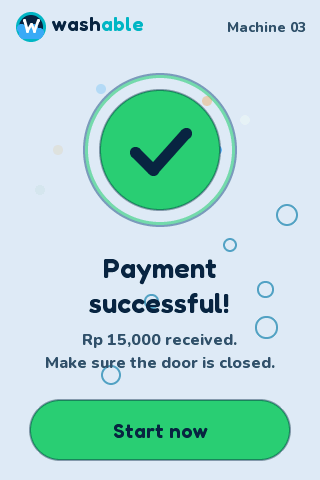 washable
Machine 03
Payment
successful!
Rp 15,000 received.
Make sure the door is closed.
Start now